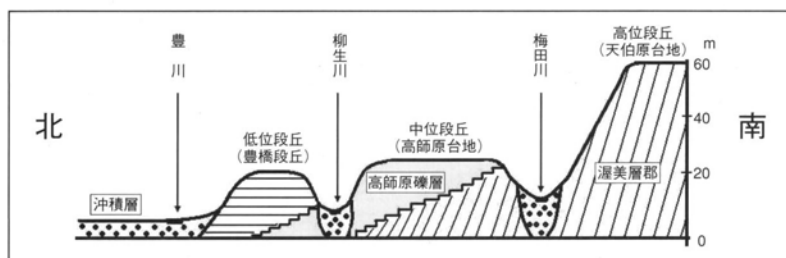 豊川
柳生川
梅田川
高位段丘
(天伯原台地)
m
60
40
20
0
北
南
低位段丘
(豊橋段丘)
中位段丘
(高師原台地)
沖積層
高師原礫層
渥美層郡